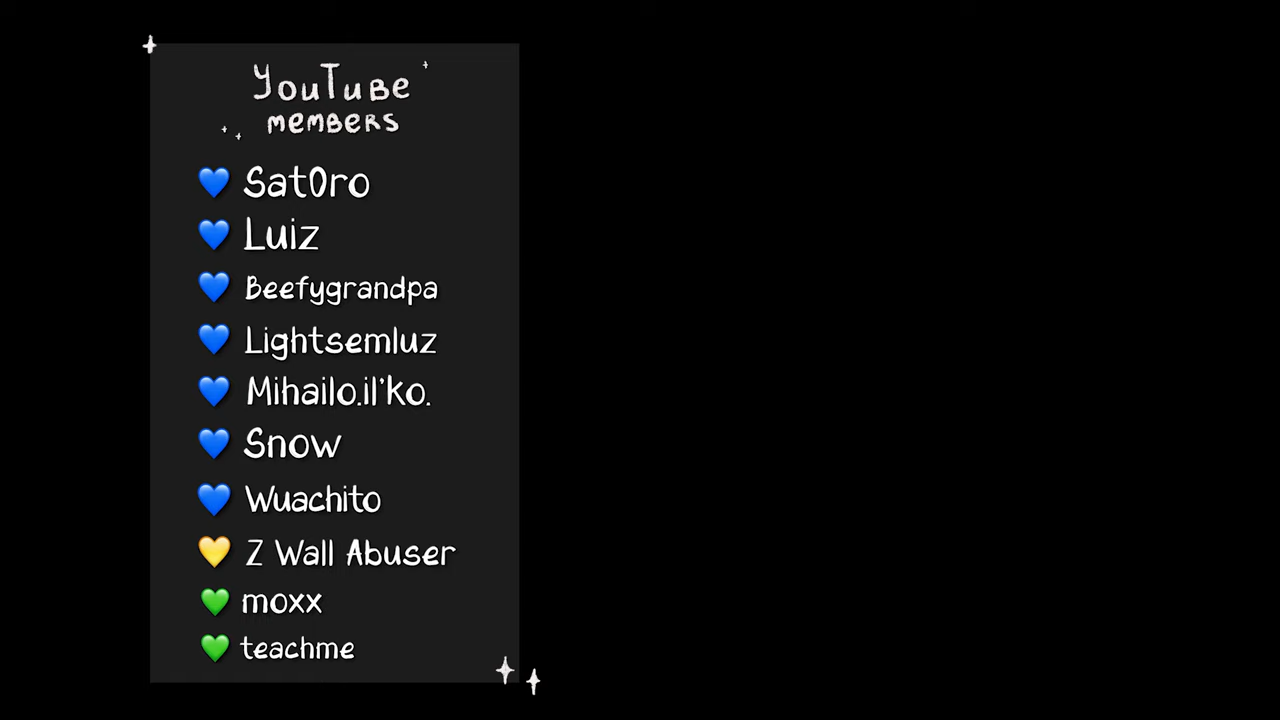 YouTube
members
Sat0ro
Luiz
Beefygrandpa
Lightsemluz
Mihailo.il'ko.
Snow
Wuachito
Z Wall Abuser
moxx
teachme